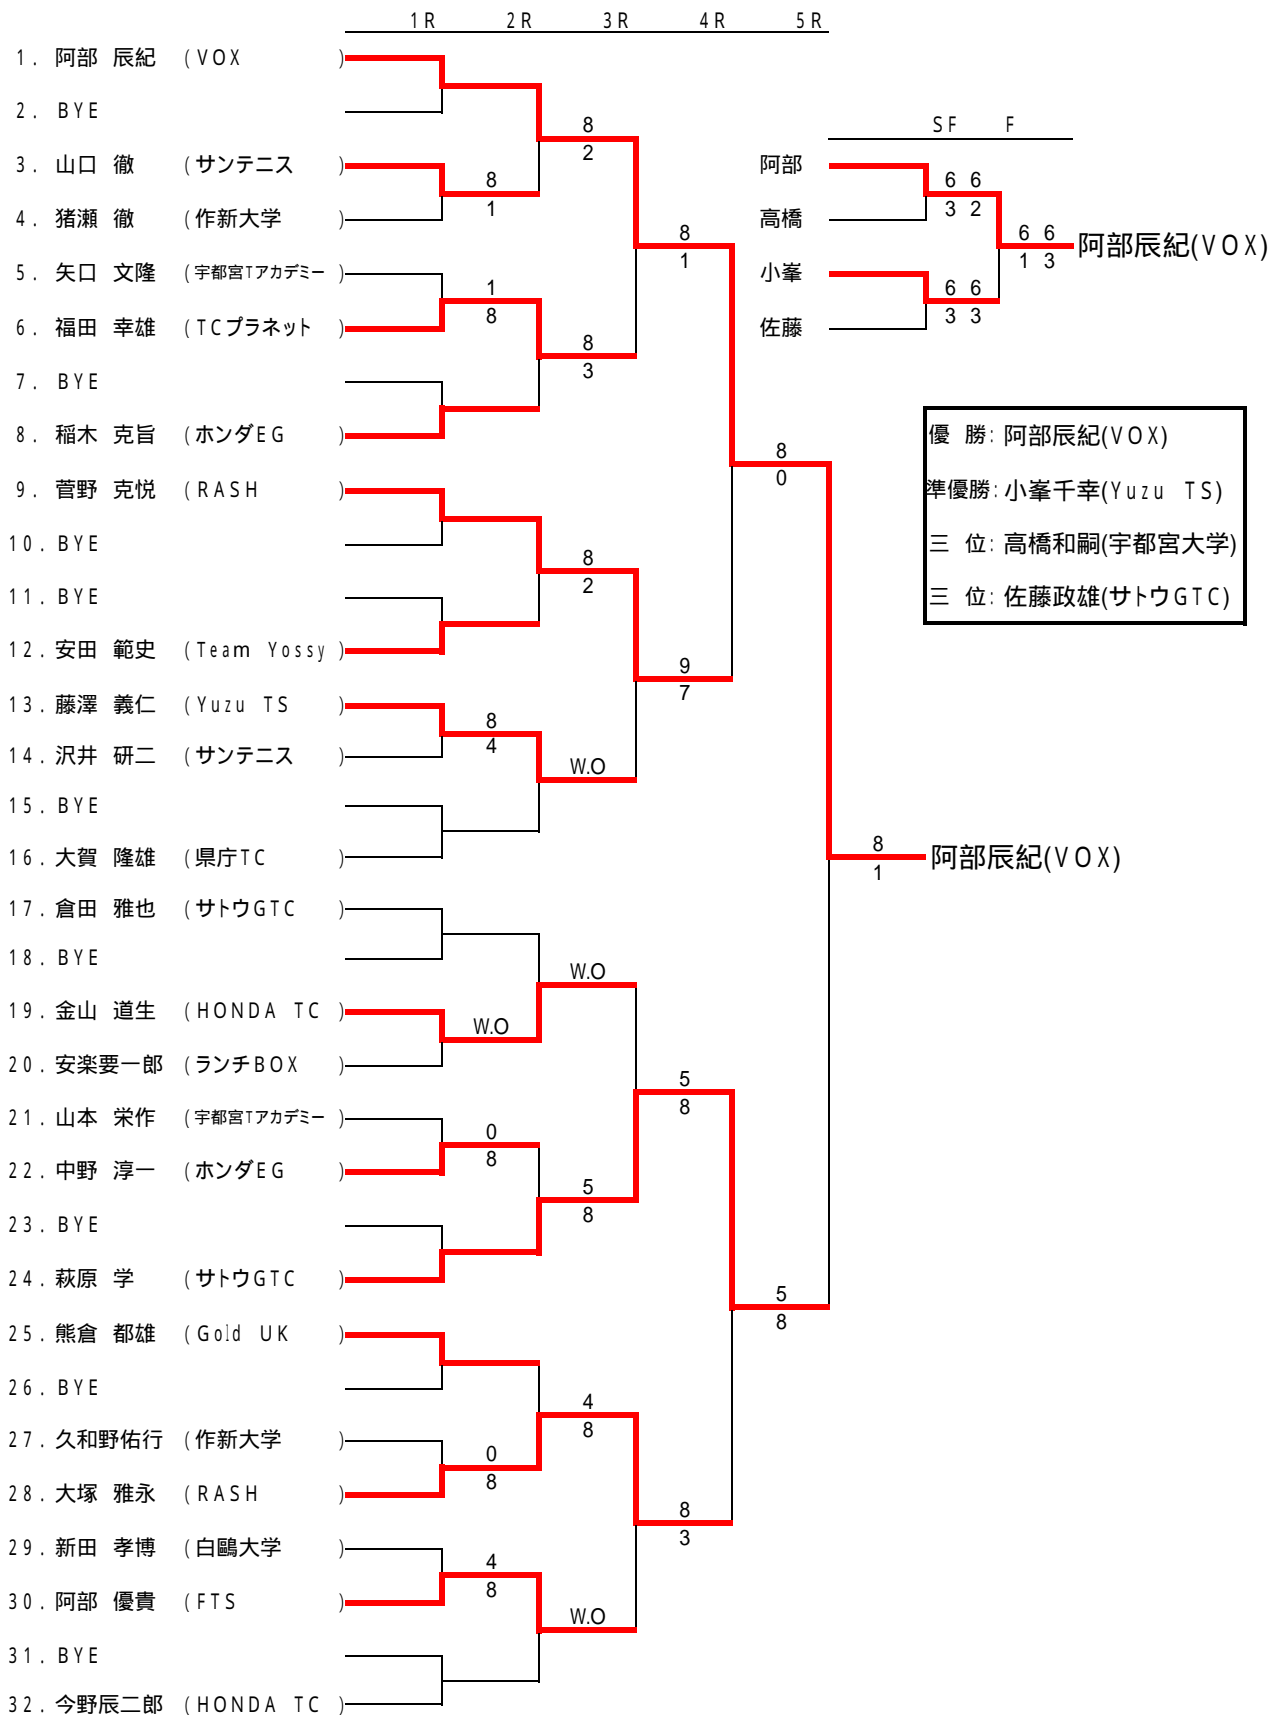 1R 2R 3R 4R 5R
1. 阿部 辰紀 (VOX )
2. BYE
8
2
SF F
3. 山口 徹 (サンテニス )
8
1
阿部
6 6
3 2
4. 猪瀬 徹 (作新大学 )
高橋
8
1
6 6
1 3
阿部辰紀(VOX)
5. 矢口 文隆 (宇都宮Tアカデミー )
小峯
1
8
6 6
3 3
6. 福田 幸雄 (TCプラネット )
佐藤
8
3
7. BYE
8. 稲木 克旨 (ホンダEG )
優 勝: 阿部辰紀(VOX)
8
0
9. 菅野 克悦 (RASH )
準優勝: 小峯千幸(Yuzu TS)
10. BYE
三 位: 高橋和嗣(宇都宮大学)
8
2
11. BYE
三 位: 佐藤政雄(サトウGTC)
12. 安田 範史 (Team Yossy )
9
7
13. 藤澤 義仁 (Yuzu TS )
8
4
14. 沢井 研二 (サンテニス )
W.O
15. BYE
16. 大賀 隆雄 (県庁TC )
8
1
阿部辰紀(VOX)
17. 倉田 雅也 (サトウGTC )
18. BYE
W.O
19. 金山 道生 (HONDA TC )
W.O
20. 安楽要一郎 (ランチBOX )
5
8
21. 山本 栄作 (宇都宮Tアカデミー )
0
8
22. 中野 淳一 (ホンダEG )
5
8
23. BYE
24. 萩原 学 (サトウGTC )
5
8
25. 熊倉 都雄 (Gold UK )
26. BYE
4
8
27. 久和野佑行 (作新大学 )
0
8
28. 大塚 雅永 (RASH )
8
3
29. 新田 孝博 (白鷗大学 )
4
8
30. 阿部 優貴 (FTS )
W.O
31. BYE
32. 今野辰二郎 (HONDA TC )